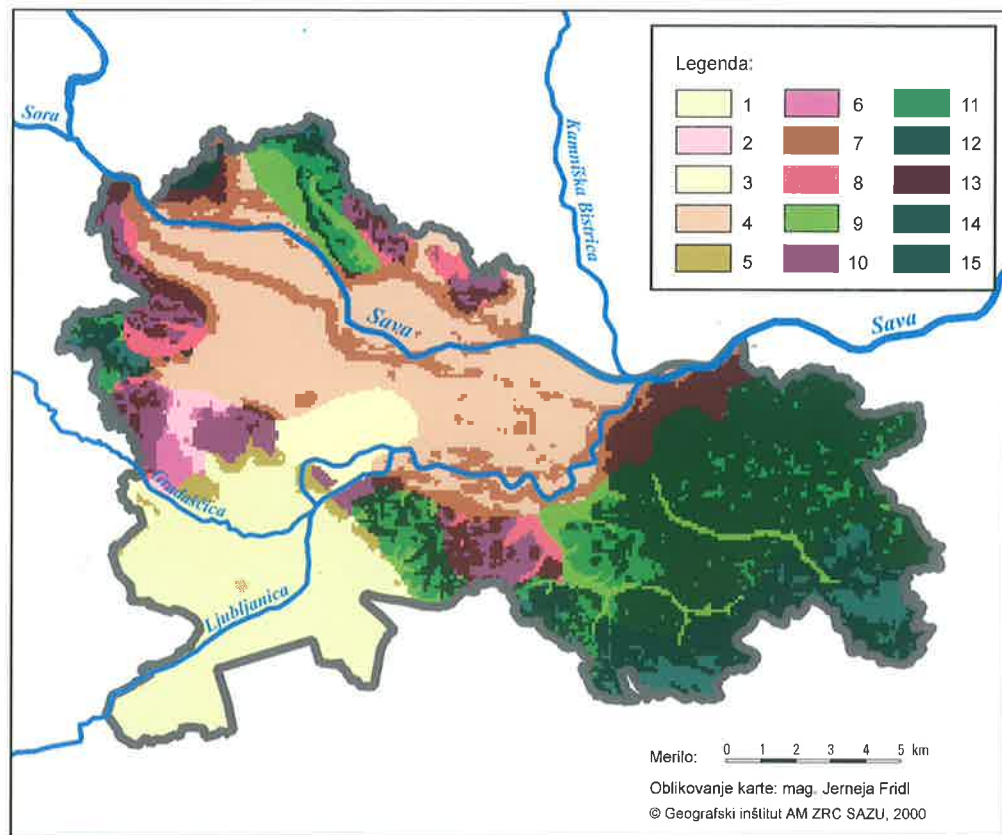 Legenda:
1 6 11
2 7 12
3 8 13
4 9 14
5 10 15
Sora
Kamniška Bistrica
Sava
Sava
Gradaščica
Ljubljanica
Merilo: 0 1 2 3 4 5 km
Oblikovanje karte: mag. Jerneja Fridl
© Geografski inštitut AM ZRC SAZU, 2000